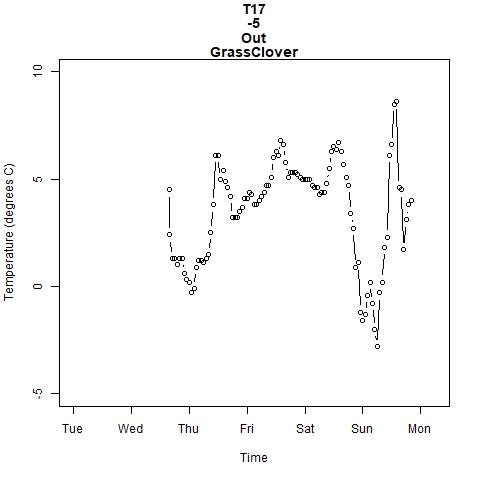 T17
-5
Out
GrassClover
Temperature (degrees C)
10
5
0
-5
Tue Wed Thu Fri Sat Sun Mon
Time